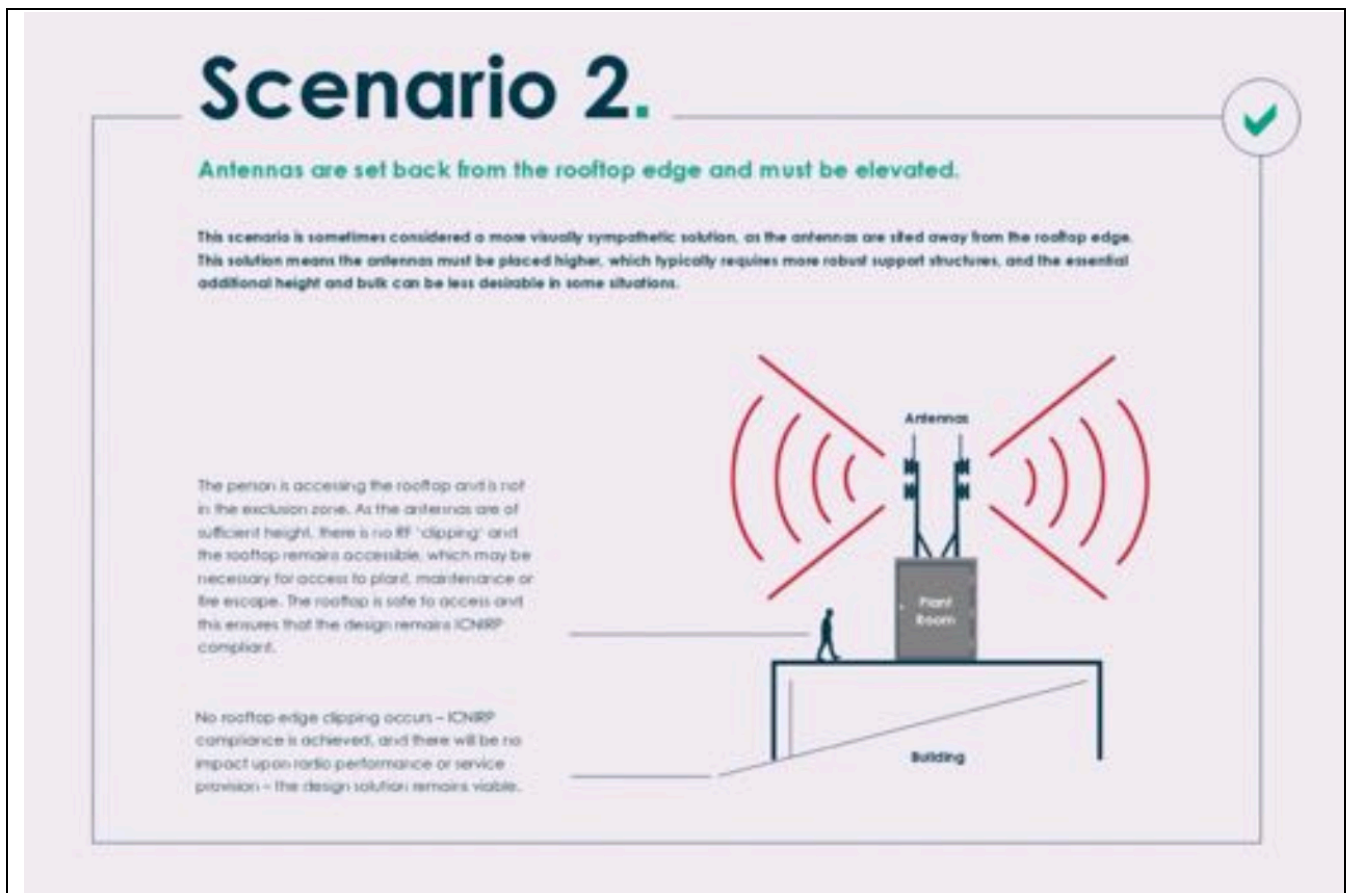 Scenario 2.
Antennas are set back from the rooftop edge and must be elevated.
This scenario is sometimes considered a more visually sympathetic solution, as the antennas are sited away from the rooftop edge.
This solution means the antennas must be placed higher, which typically requires more robust support structures, and the essential
additional height and bulk can be less desirable in some situations.
Antennas
The person is accessing the rooftop and is not
in the exclusion zone. As the antennas are of
sufficient height, there is no RF 'clipping' and
the rooftop remains accessible, which may be
necessary for access to plant, maintenance or
fire escape. The rooftop is safe to access and
this ensures that the design remains ICNIRP
compliant.
Plant
Room
No rooftop edge clipping occurs – ICNIRP
compliance is achieved, and there will be no
impact upon radio performance or service
provision – the design solution remains viable.
Building